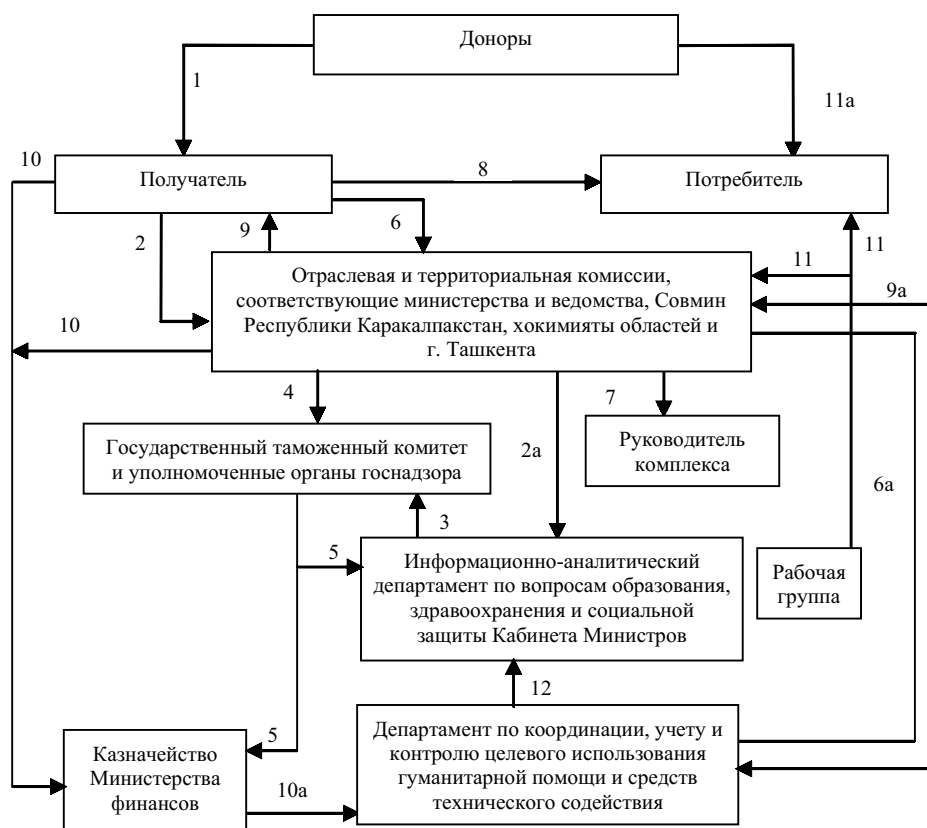 Доноры
1
11а
10
Получатель
8
Потребитель
2
9
6
11
11
9а
Отраслевая и территориальная комиссии,
соответствующие министерства и ведомства, Совмин
Республики Каракалпакстан, хокимияты областей и
г. Ташкента
10
4
7
2а
Государственный таможенный комитет
и уполномоченные органы госнадзора
Руководитель
комплекса
6а
3
5
Информационно-аналитический
департамент по вопросам образования,
здравоохранения и социальной
защиты Кабинета Министров
Рабочая
группа
12
5
Казначейство
Министерства
финансов
10а
Департамент по координации, учету и
контролю целевого использования
гуманитарной помощи и средств
технического содействия